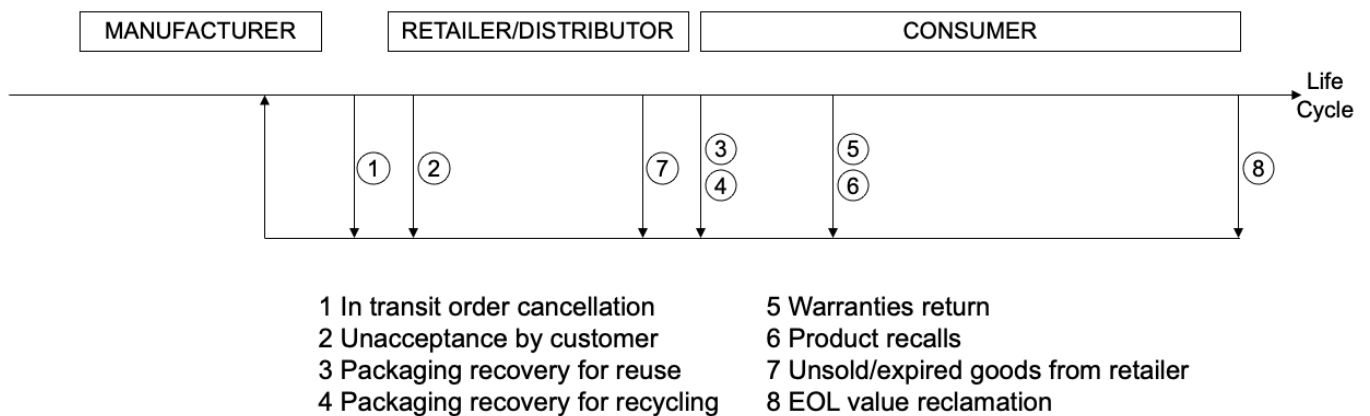 MANUFACTURER
RETAILER/DISTRIBUTOR
CONSUMER
Life
Cycle
1
2
7
3
4
5
6
8
1 In transit order cancellation
2 Unacceptance by customer
3 Packaging recovery for reuse
4 Packaging recovery for recycling
5 Warranties return
6 Product recalls
7 Unsold/expired goods from retailer
8 EOL value reclamation